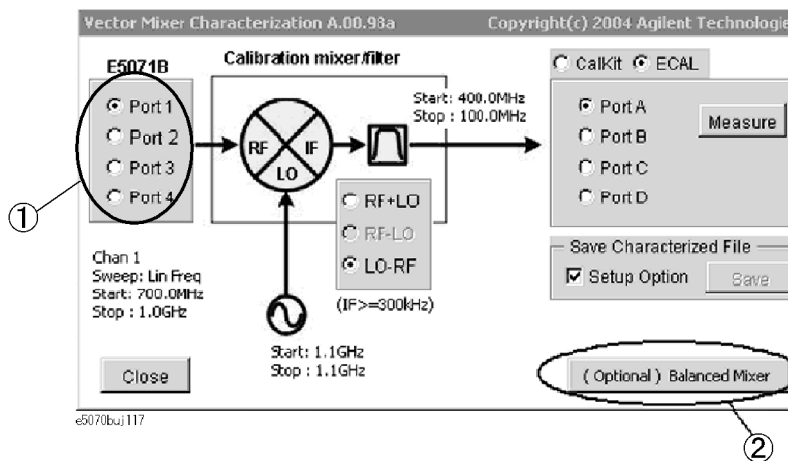 Vector Mixer Characterization A.00.98a Copyright(c) 2004 Agilent Technologie
E5071B
Port 1
Port 2
Port 3
Port 4
①
Chan 1
Sweep: Lin Freq
Start: 700.0MHz
Stop : 1.0GHz
Close
Calibration mixer/filter
RF IF
LO
Start: 400.0MHz
Stop : 100.0MHz
RF+LO
RF-LO
LO-RF
(IF>=300kHz)
Start: 1.1GHz
Stop : 1.1GHz
CalKit ECAL
Port A
Port B
Port C
Port D
Measure
Save Characterized File
Setup Option Save
( Optional ) Balanced Mixer
②
e5070buj117